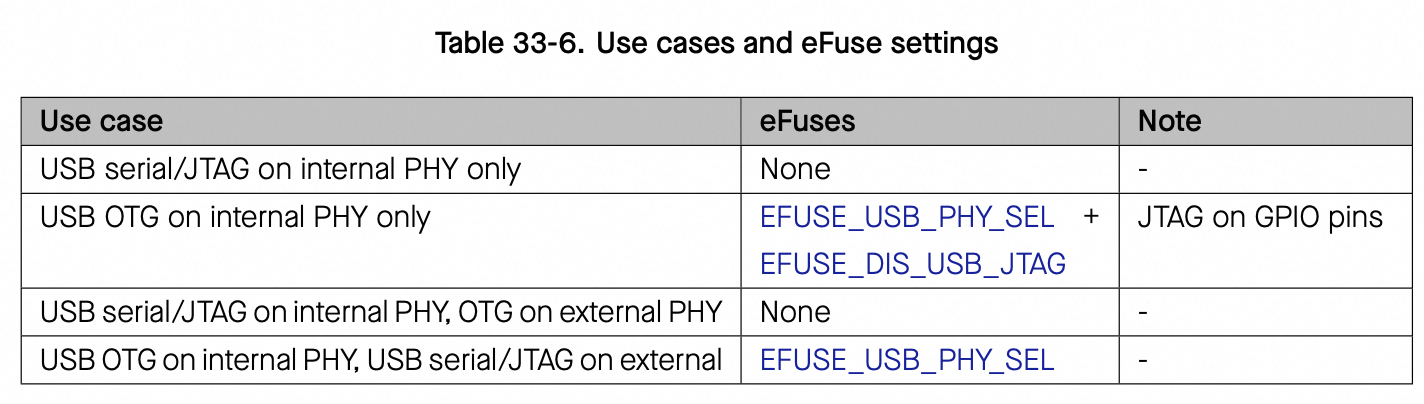 Table 33-6. Use cases and eFuse settings
Use case eFuses Note
USB serial/JTAG on internal PHY only None -
USB OTG on internal PHY only EFUSE_USB_PHY_SEL + JTAG on GPIO pins
EFUSE_DIS_USB_JTAG
USB serial/JTAG on internal PHY, OTG on external PHY None -
USB OTG on internal PHY, USB serial/JTAG on external EFUSE_USB_PHY_SEL -